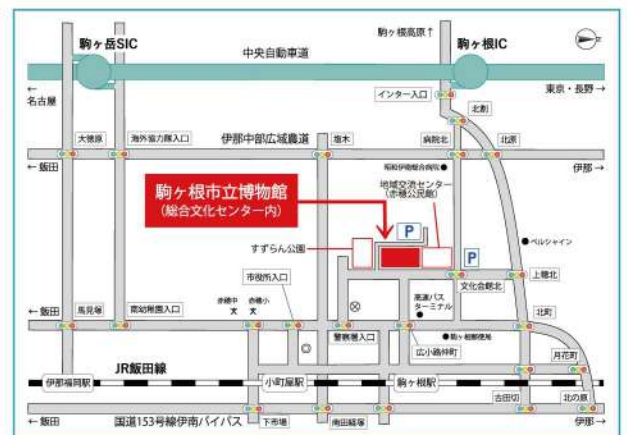 駒ヶ岳SIC
中央自動車道
駒ヶ根高原↑
駒ヶ根IC
N
←
名古屋
インター入口
東京・長野→
北割
大徳原
海外協力隊入口
伊那中部広域農道
塩木
病院北
北原
←飯田
昭和伊南総合病院
伊那→
駒ヶ根市立博物館
(総合文化センター内)
地域交流センター
(赤穂公民館)
P
すずらん公園
ベルシャイン
P
市役所入口
文化会館北
上穂北
←飯田
馬見塚
南幼稚園入口
赤穂中
赤穂小
高速バス
ターミナル
北町
警察署入口
広小路仲町
駒ヶ根郵便局
月花町
JR飯田線
伊那福岡駅
小町屋駅
駒ヶ根駅
古田切
北の原
←飯田
国道153号線伊南バイパス
下市場
南田経塚
伊那→